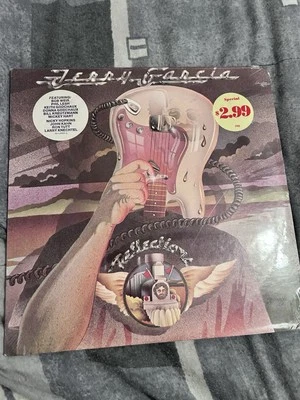 Jerry Garcia
FEATURING:
BOB WEIR
PHIL LESH
KEITH GODCHAUX
DONNA GODCHAUX
BILL KREUTZMANN
MICKEY HART
NICKY HOPKINS
JOHN KAHN
RON TUTT
LARRY KNECHTEL
Special
$2.99
Reflections